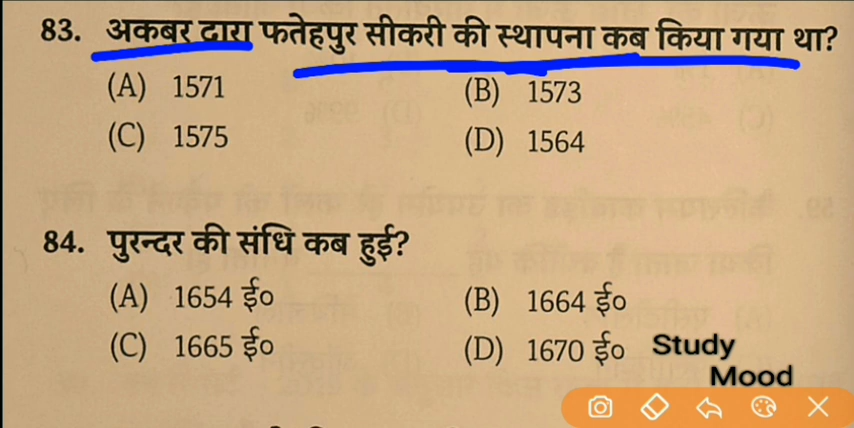 83. अकबर द्वारा फतेहपुर सीकरी की स्थापना कब किया गया था?
(A) 1571 (B) 1573
(C) 1575 (D) 1564
84. पुरन्दर की संधि कब हुई?
(A) 1654 ई० (B) 1664 ई०
(C) 1665 ई० (D) 1670 ई०
Study
Mood